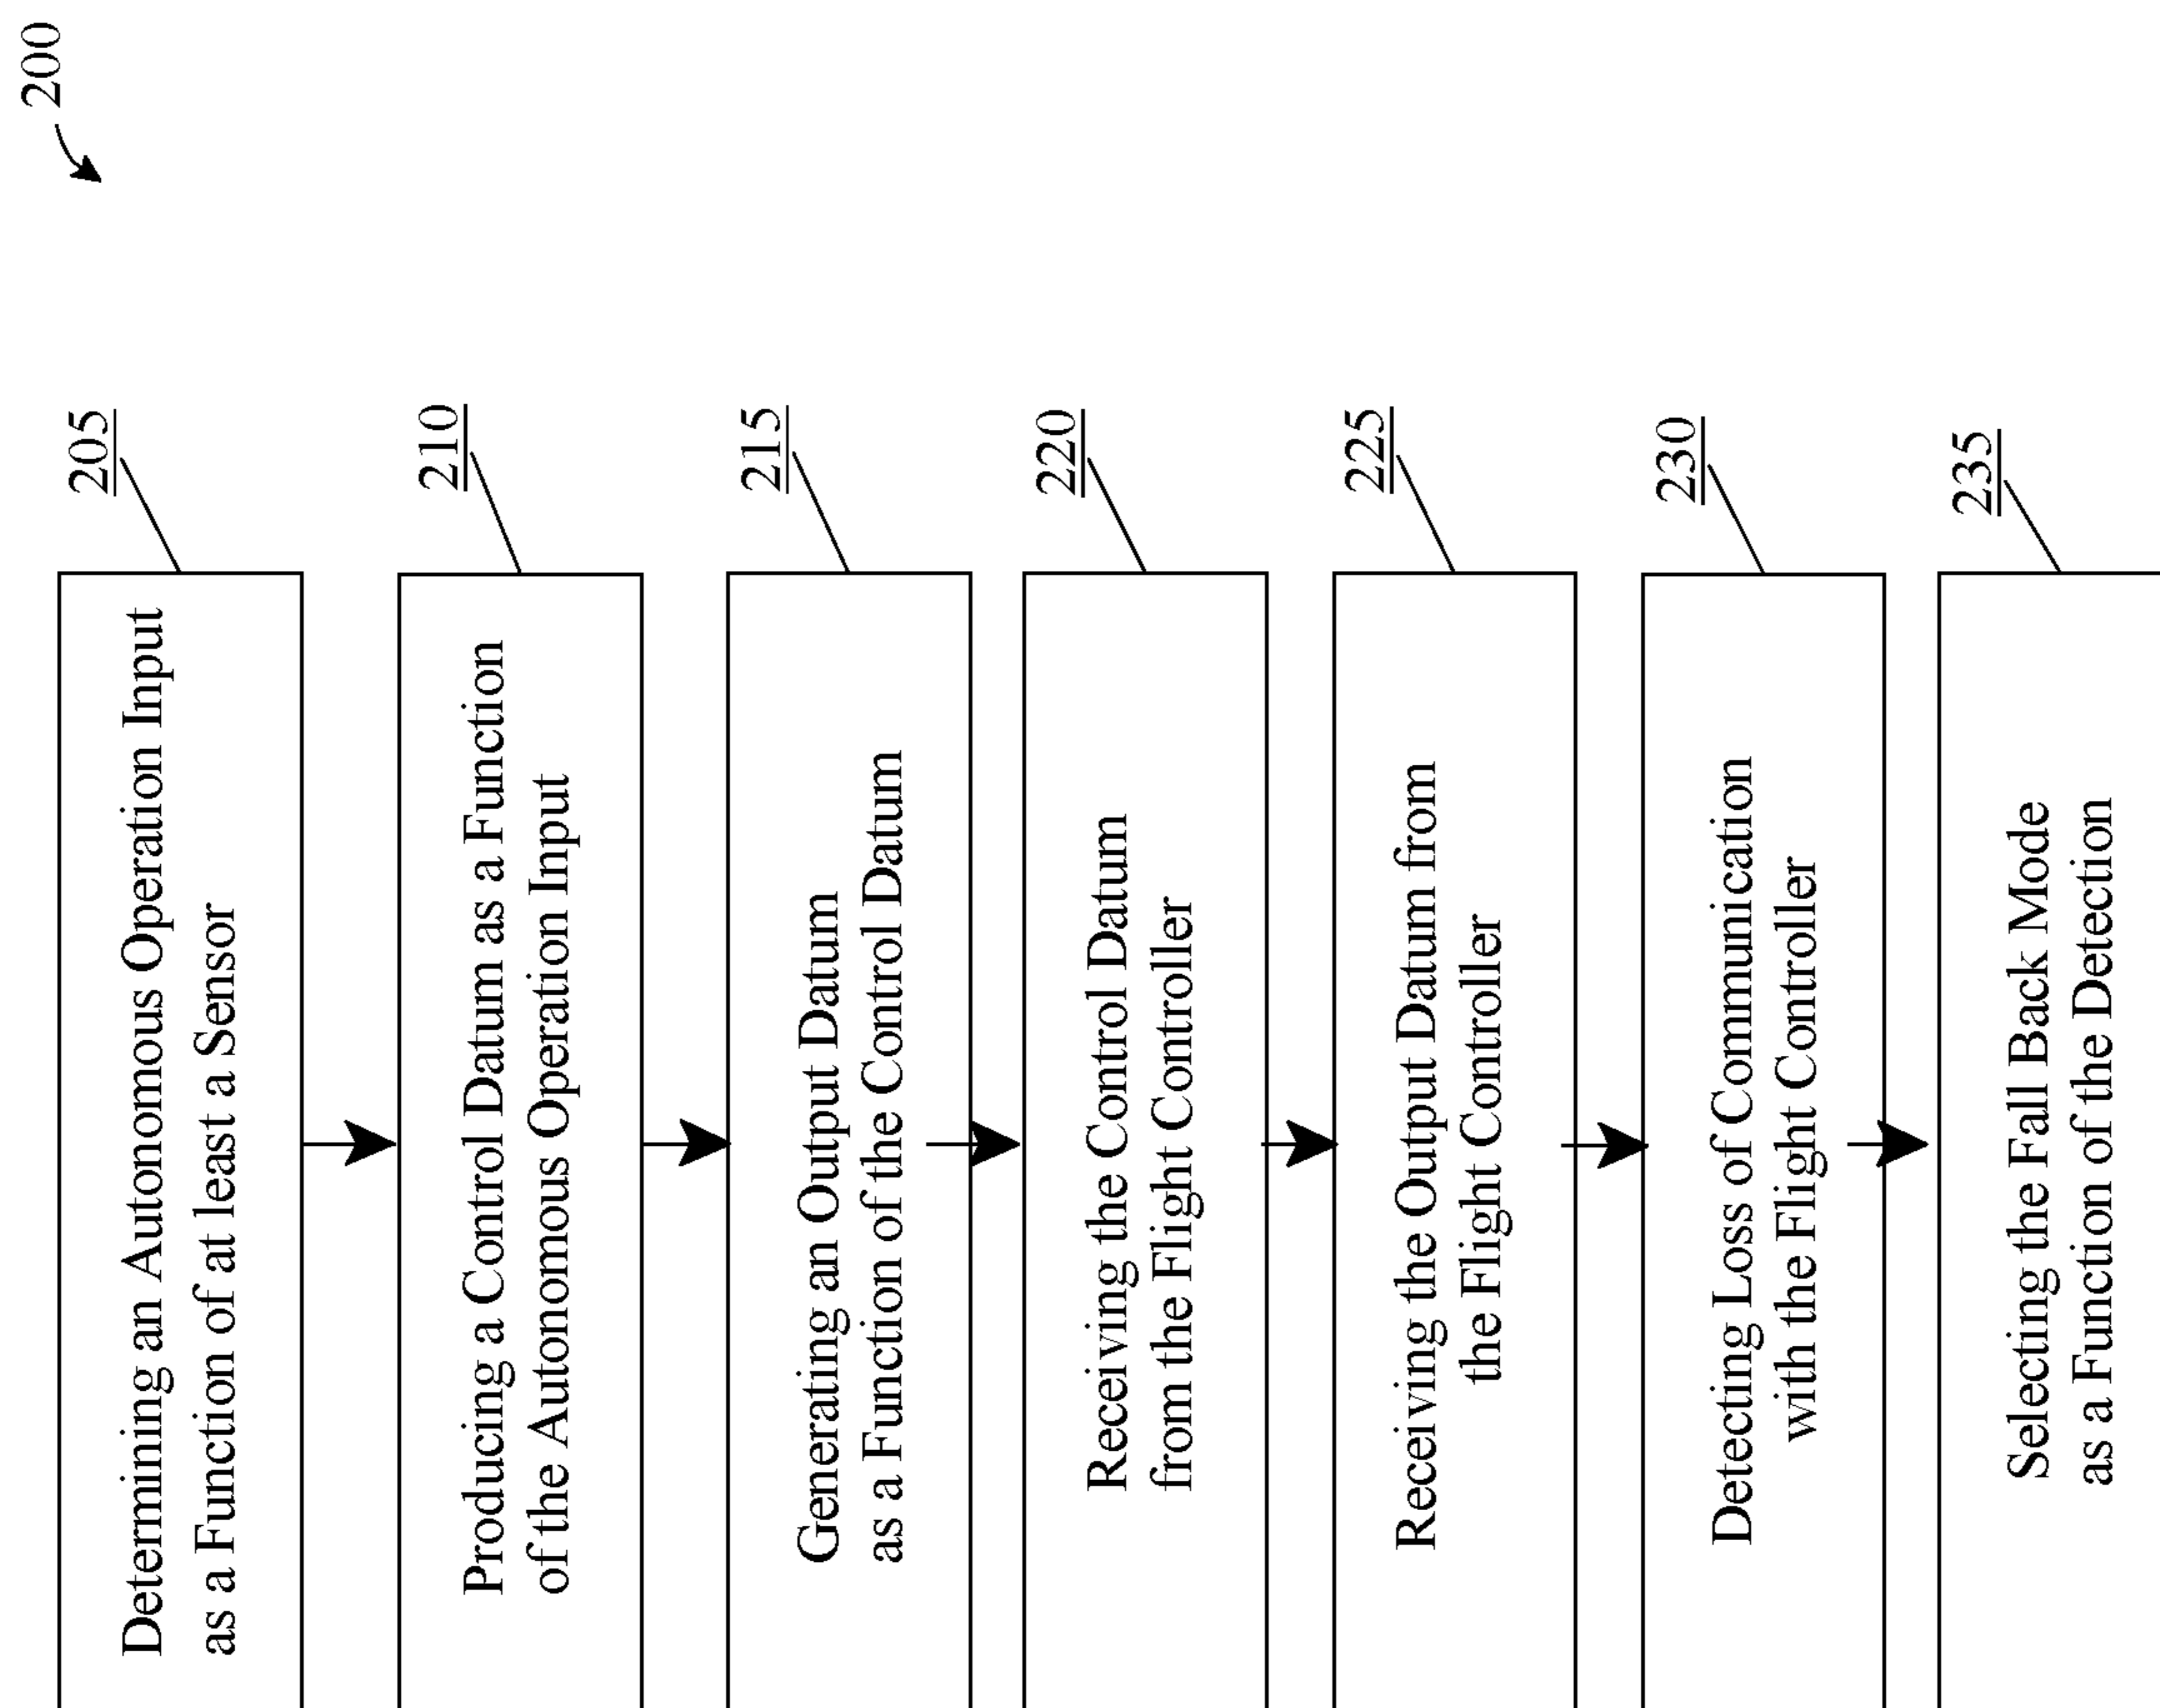 200
205
Determining an Autonomous Operation Input
as a Function of at least a Sensor
210
Producing a Control Datum as a Function
of the Autonomous Operation Input
215
Generating an Output Datum
as a Function of the Control Datum
220
Receiving the Control Datum
from the Flight Controller
225
Receiving the Output Datum from
the Flight Controller
230
Detecting Loss of Communication
with the Flight Controller
235
Selecting the Fall Back Mode
as a Function of the Detection